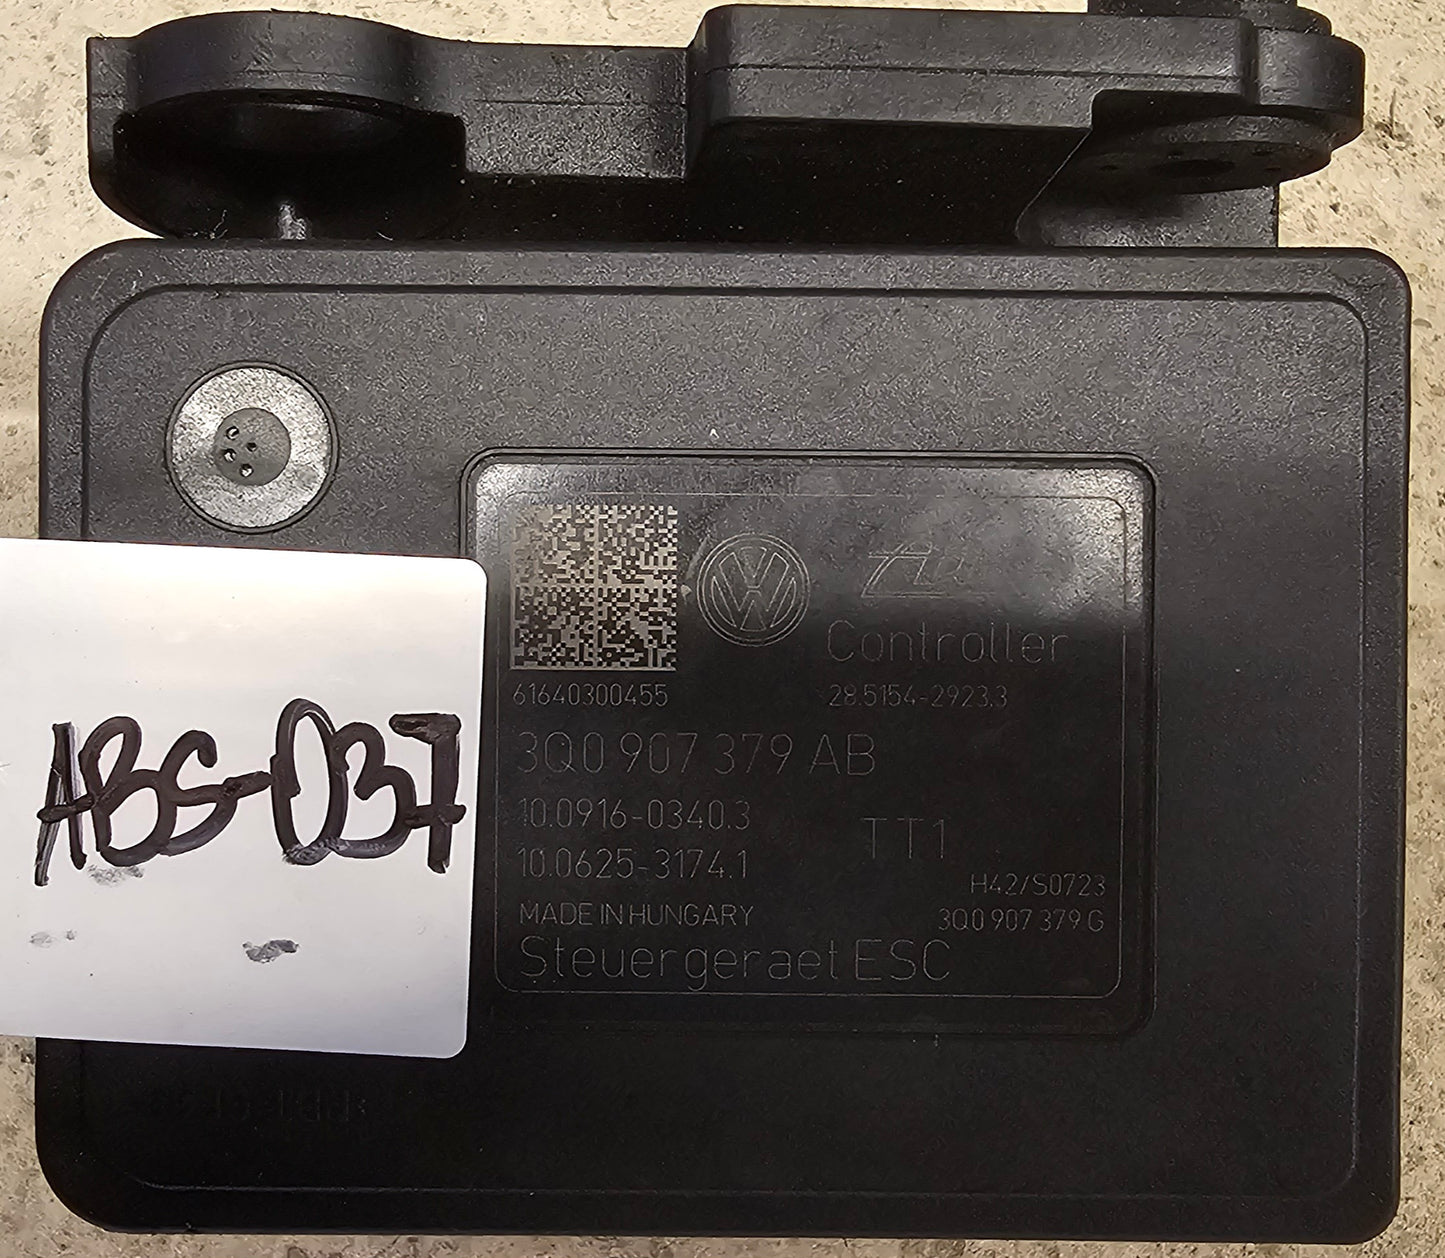 Controller
61640300455
28.5154-2923.3
3Q0 907 379 AB
10.0916-0340.3
TT1
10.0625-3174.1
H42/S0723
MADE IN HUNGARY
3Q0 907 379 G
Steuergeraet ESC
ABS-037